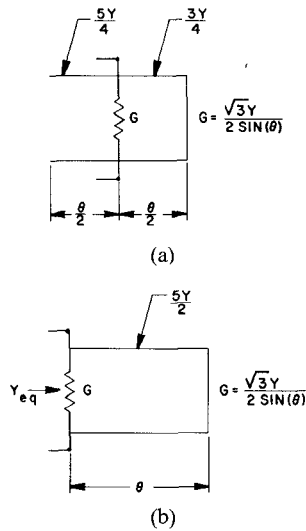 5Y/4 3Y/4
G G = √3Y / 2 SIN(θ)
θ/2 θ/2
(a)
5Y/2
Yeq G G = √3Y / 2 SIN(θ)
θ
(b)